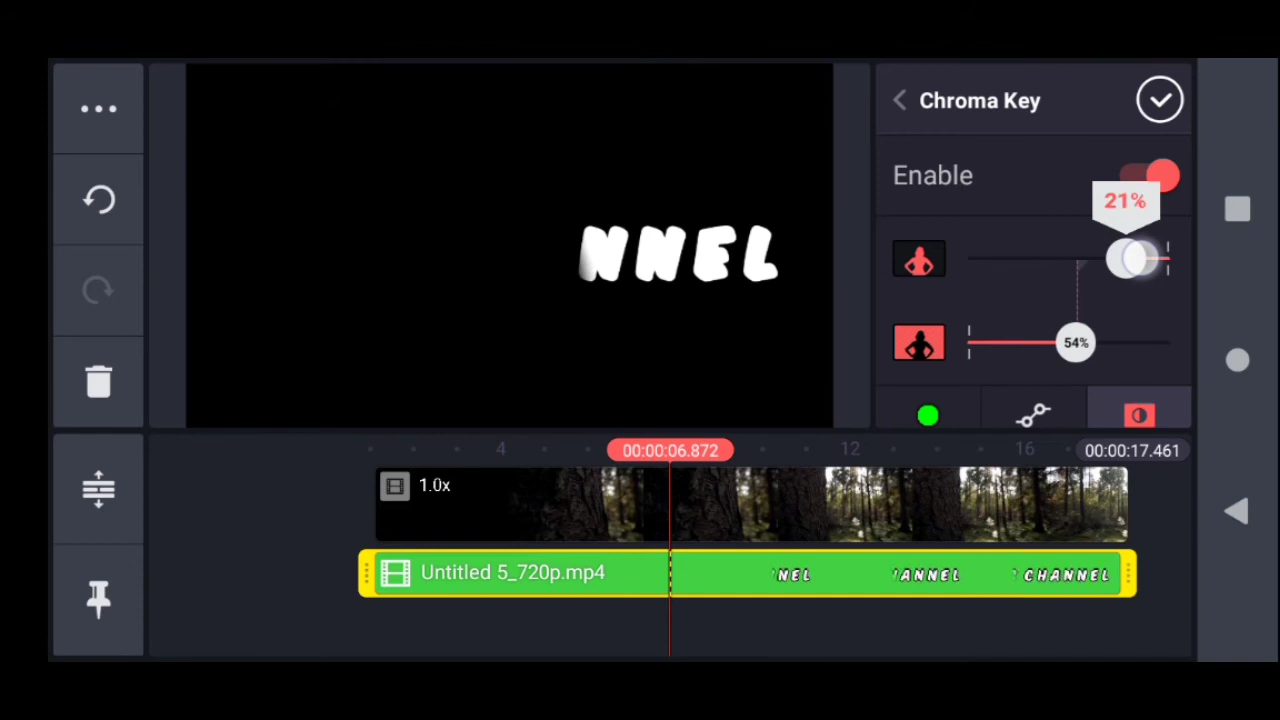 Chroma Key
Enable
21%
NNEL
54%
4
00:00:06.872
12
16
00:00:17.461
1.0x
Untitled 5_720p.mp4
NEL
ANNEL
CHANNEL